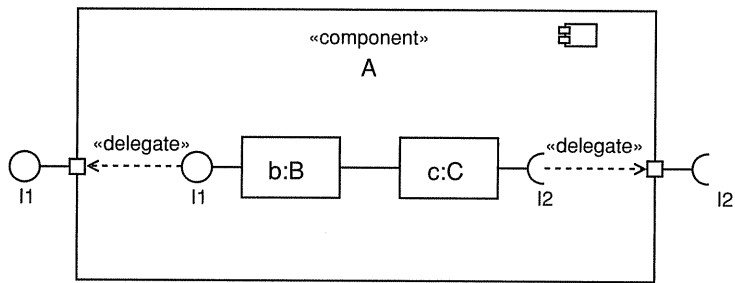 «component»
A
«delegate»
«delegate»
b:B
c:C
I1
I1
I2
I2